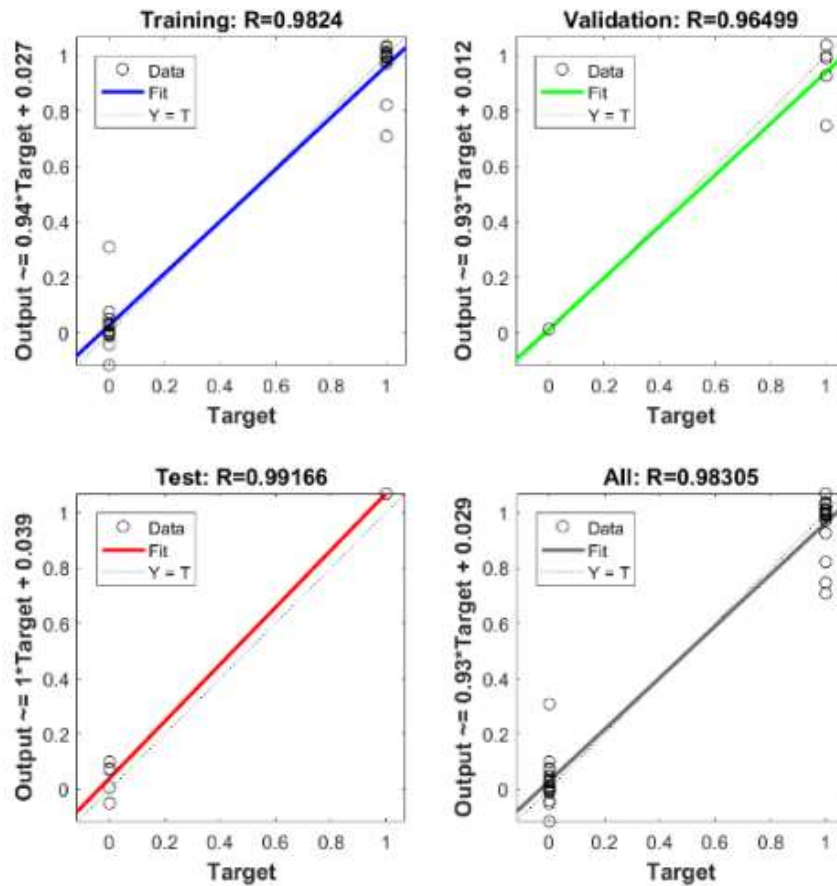 Training: R=0.9824
Output ~= 0.94*Target + 0.027
1
0.8
0.6
0.4
0.2
0
Data
Fit
Y = T
0 0.2 0.4 0.6 0.8 1
Target
Validation: R=0.96499
Output ~= 0.93*Target + 0.012
1
0.8
0.6
0.4
0.2
0
Data
Fit
Y = T
0 0.2 0.4 0.6 0.8 1
Target
Test: R=0.99166
Output ~= 1*Target + 0.039
1
0.8
0.6
0.4
0.2
0
Data
Fit
Y = T
0 0.2 0.4 0.6 0.8 1
Target
All: R=0.98305
Output ~= 0.93*Target + 0.029
1
0.8
0.6
0.4
0.2
0
Data
Fit
Y = T
0 0.2 0.4 0.6 0.8 1
Target